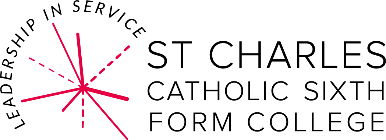 LEADERSHIP IN SERVICE
ST CHARLES
CATHOLIC SIXTH
FORM COLLEGE